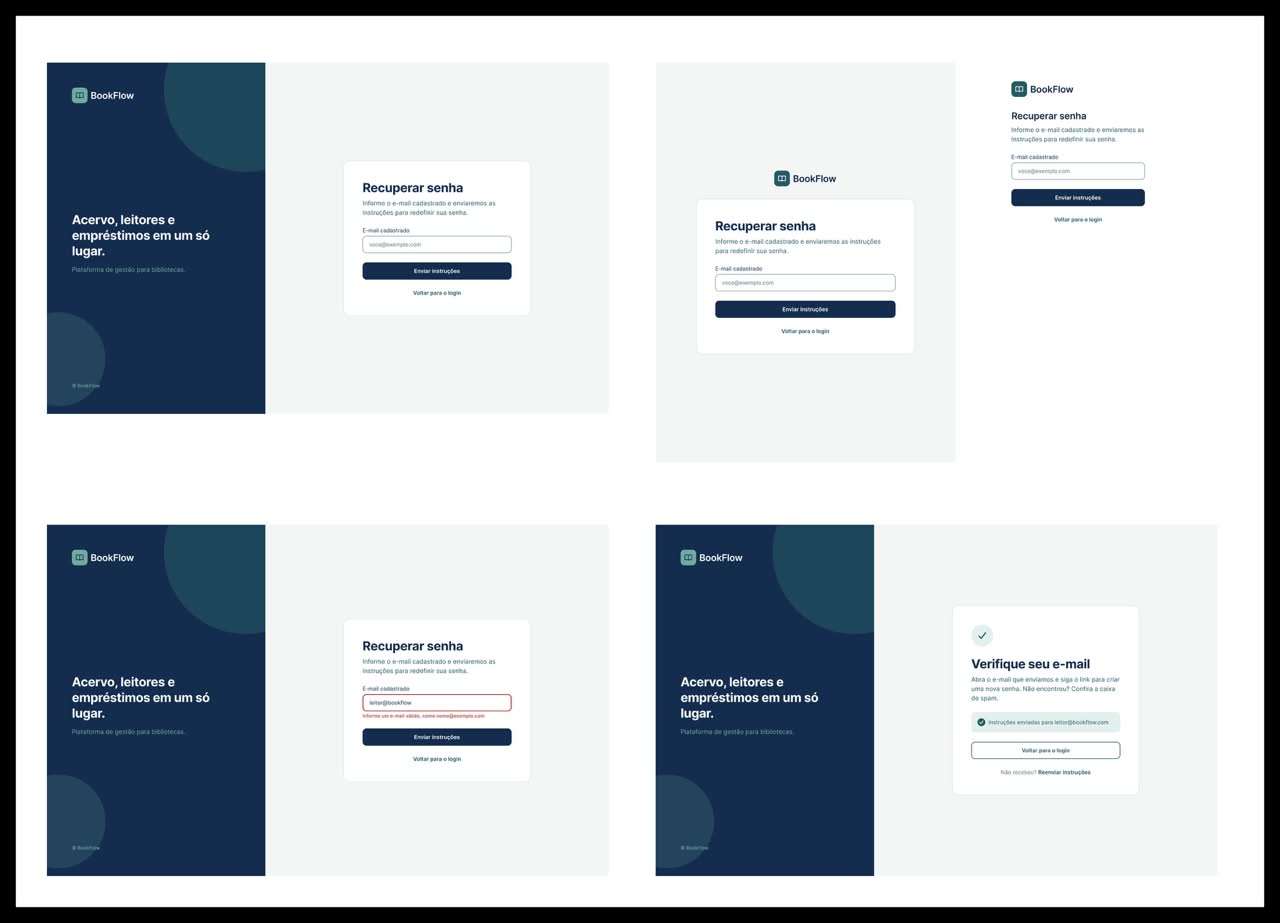 BookFlow
Acervo, leitores e
empréstimos em um só
lugar.
Plataforma de gestão para bibliotecas.
© BookFlow
Recuperar senha
Informe o e-mail cadastrado e enviaremos as
instruções para redefinir sua senha.
E-mail cadastrado
voce@exemplo.com
Enviar instruções
Voltar para o login
BookFlow
Recuperar senha
Informe o e-mail cadastrado e enviaremos as instruções
para redefinir sua senha.
E-mail cadastrado
voce@exemplo.com
Enviar instruções
Voltar para o login
BookFlow
Recuperar senha
Informe o e-mail cadastrado e enviaremos as
instruções para redefinir sua senha.
E-mail cadastrado
voce@exemplo.com
Enviar instruções
Voltar para o login
BookFlow
Acervo, leitores e
empréstimos em um só
lugar.
Plataforma de gestão para bibliotecas.
© BookFlow
Recuperar senha
Informe o e-mail cadastrado e enviaremos as
instruções para redefinir sua senha.
E-mail cadastrado
leitor@bookflow
Informe um e-mail válido, como nome@exemplo.com
Enviar instruções
Voltar para o login
BookFlow
Acervo, leitores e
empréstimos em um só
lugar.
Plataforma de gestão para bibliotecas.
© BookFlow
Verifique seu e-mail
Abra o e-mail que enviamos e siga o link para criar
uma nova senha. Não encontrou? Confira a caixa
de spam.
Instruções enviadas para leitor@bookflow.com
Voltar para o login
Não recebeu? Reenviar instruções